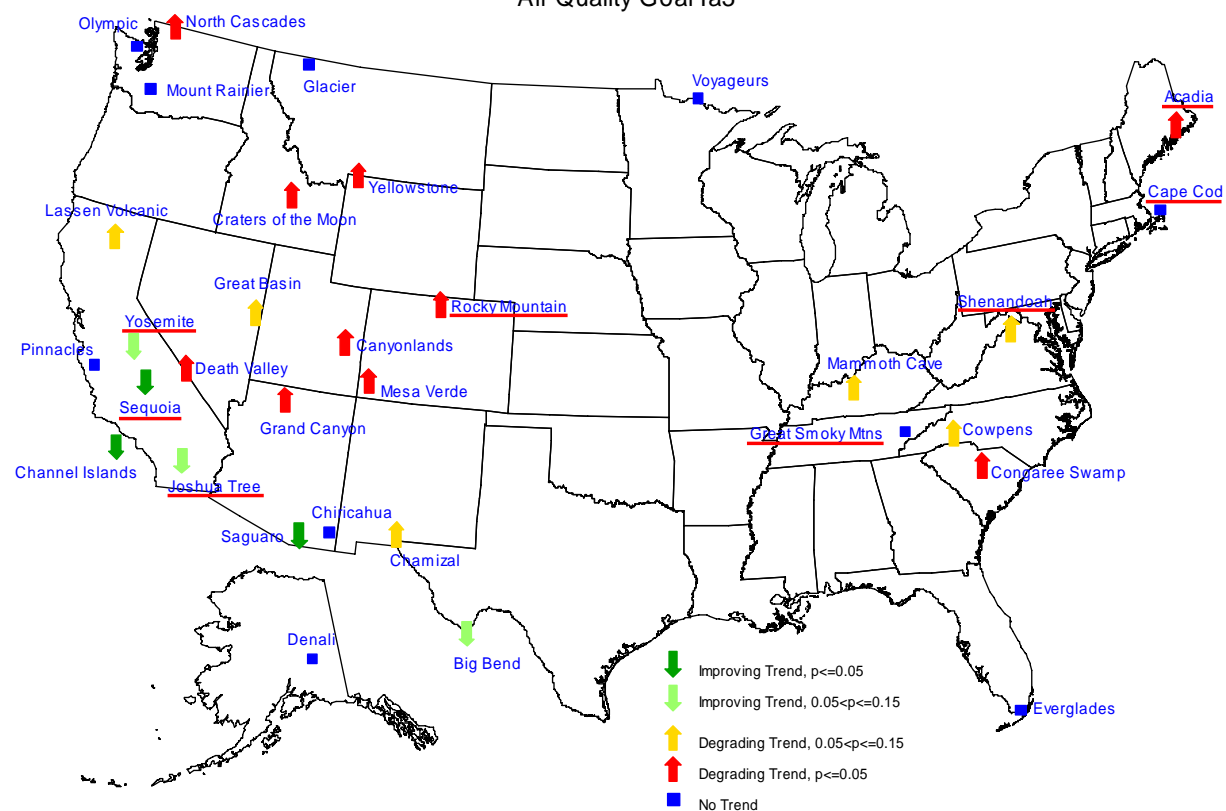 Air Quality Goal Ia3
Olympic
North Cascades
Mount Rainier
Glacier
Voyageurs
Acadia
Yellowstone
Cape Cod
Lassen Volcanic
Craters of the Moon
Great Basin
Rocky Mountain
Shenandoah
Yosemite
Pinnacles
Death Valley
Canyonlands
Mammoth Cave
Mesa Verde
Sequoia
Grand Canyon
Great Smoky Mtns
Cowpens
Channel Islands
Joshua Tree
Congaree Swamp
Chiricahua
Saguaro
Chamizal
Denali
Big Bend
Everglades
Improving Trend, p<=0.05
Improving Trend, 0.05<p<=0.15
Degrading Trend, 0.05<p<=0.15
Degrading Trend, p<=0.05
No Trend